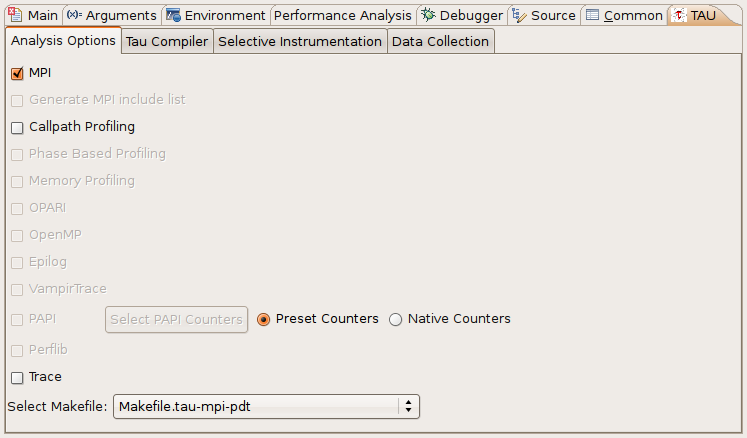 Main (x)= Arguments Environment Performance Analysis Debugger Source Common TAU
Analysis Options Tau Compiler Selective Instrumentation Data Collection
MPI
Generate MPI include list
Callpath Profiling
Phase Based Profiling
Memory Profiling
OPARI
OpenMP
Epilog
VampirTrace
PAPI Select PAPI Counters Preset Counters Native Counters
Perflib
Trace
Select Makefile: Makefile.tau-mpi-pdt